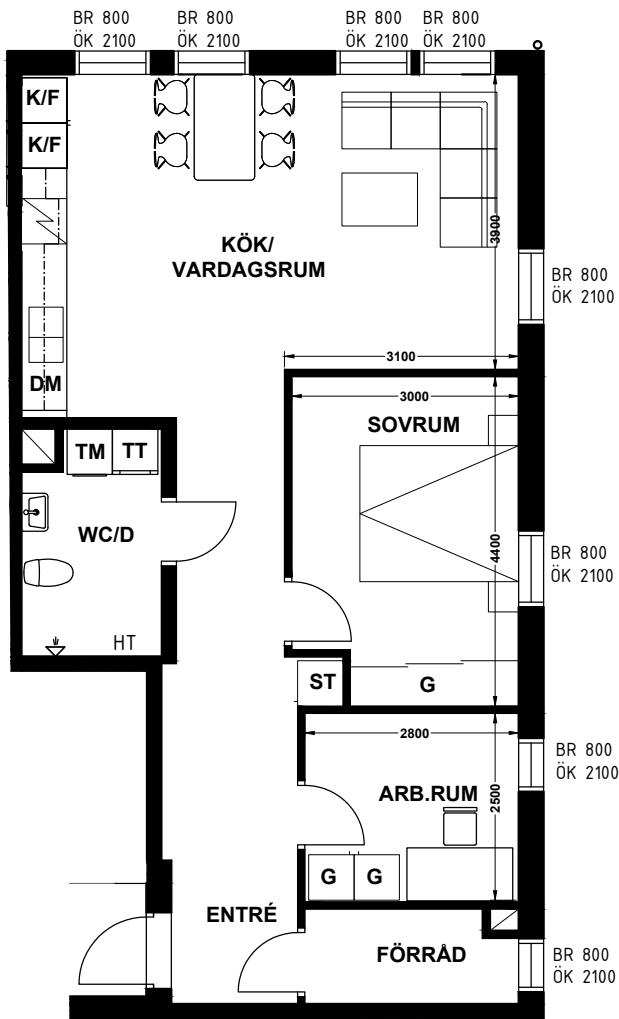 BR 800
ÖK 2100
BR 800
ÖK 2100
BR 800
ÖK 2100
BR 800
ÖK 2100
K/F
K/F
KÖK/
VARDAGSRUM
3900
BR 800
ÖK 2100
3100
DM
3000
SOVRUM
TM
TT
WC/D
4400
BR 800
ÖK 2100
HT
ST
G
2800
BR 800
ÖK 2100
ARB.RUM
2500
G
G
ENTRÉ
FÖRRÅD
BR 800
ÖK 2100